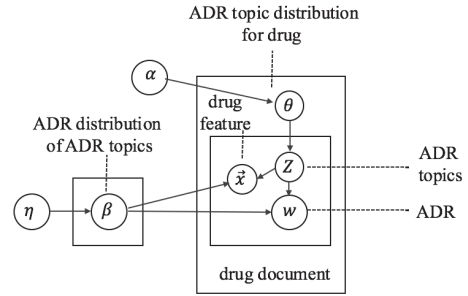 ADR topic distribution
for drug
α
drug
feature
θ
ADR distribution
of ADR topics
x⃗
Z
ADR
topics
η
β
w
ADR
drug document